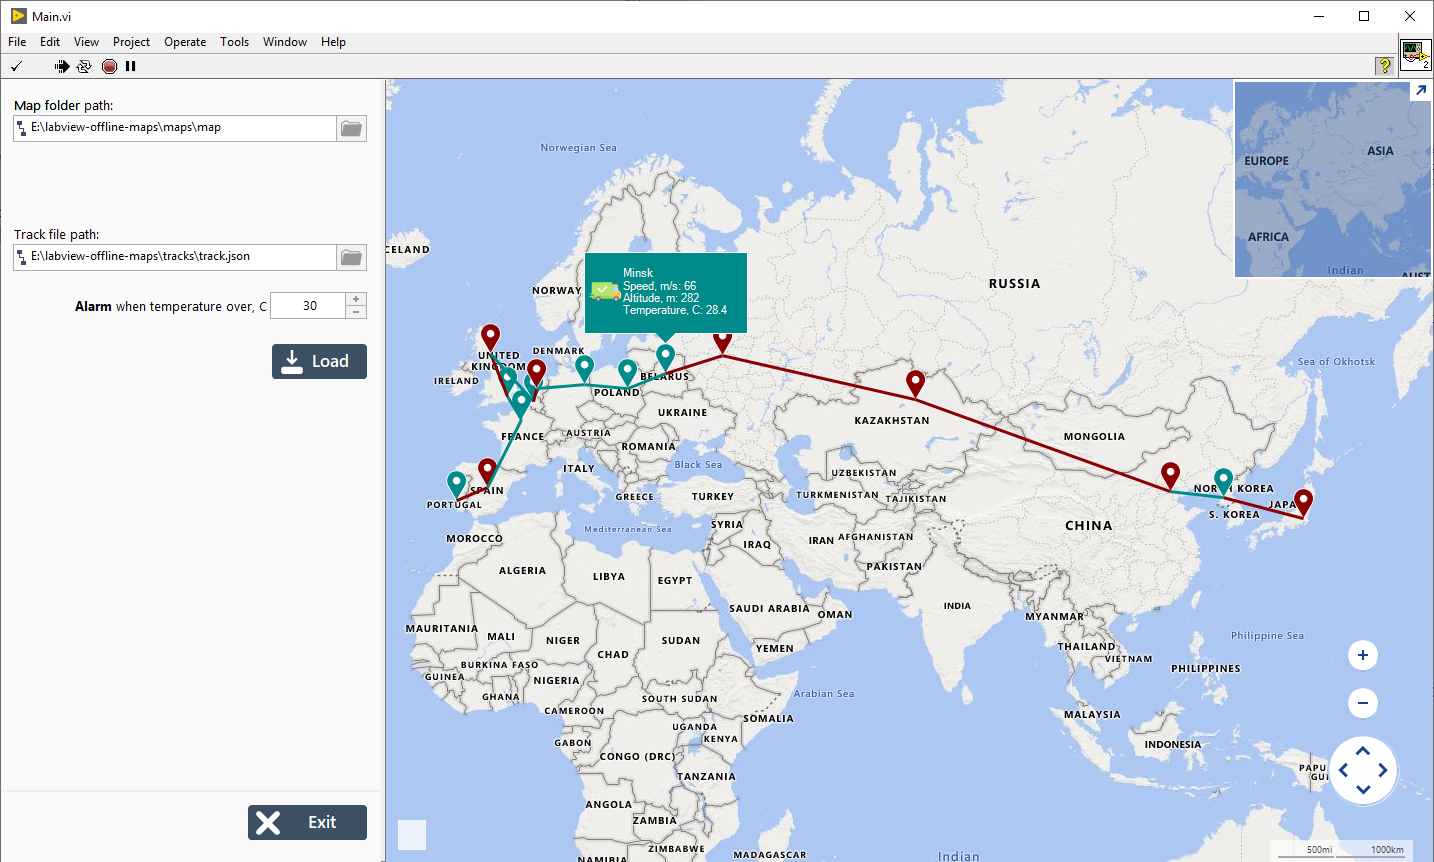 Main.vi
File Edit View Project Operate Tools Window Help
2
Map folder path:
E:\labview-offline-maps\maps\map
Track file path:
E:\labview-offline-maps\tracks\track.json
Alarm when temperature over, C 30
Load
Exit
Norwegian Sea
CELAND
NORWAY
Minsk
Speed, m/s: 66
Altitude, m: 282
Temperature, C: 28.4
RUSSIA
EUROPE
ASIA
AFRICA
Indian
AUST
UNITED
KINGDOM
DENMARK
IRELAND
BELARUS
POLAND
UKRAINE
KAZAKHSTAN
Sea of Okhotsk
FRANCE
AUSTRIA
ROMANIA
MONGOLIA
ITALY
Black Sea
UZBEKISTAN
SPAIN
PORTUGAL
GREECE
TURKEY
TURKMENISTAN
TAJIKISTAN
NORTH KOREA
JAPA
S. KOREA
Mediterranean Sea
SYRIA
CHINA
MOROCCO
IRAQ
IRAN
AFGHANISTAN
ALGERIA
LIBYA
EGYPT
PAKISTAN
SAUDI ARABIA
OMAN
INDIA
MYANMAR
MAURITANIA
MALI
NIGER
SUDAN
YEMEN
THAILAND
VIETNAM
Philippine Sea
CHAD
BURKINA FASO
GUINEA
NIGERIA
PHILIPPINES
GHANA
SOUTH SUDAN
Arabian Sea
CAMEROON
SOMALIA
MALAYSIA
UGANDA
KENYA
GABON
CONGO (DRC)
INDONESIA
TANZANIA
PAPU
GUI
ANGOLA
ZAMBIA
ZIMBABWE
NAMIBIA
MADAGASCAR
Indian
500mi 1000km